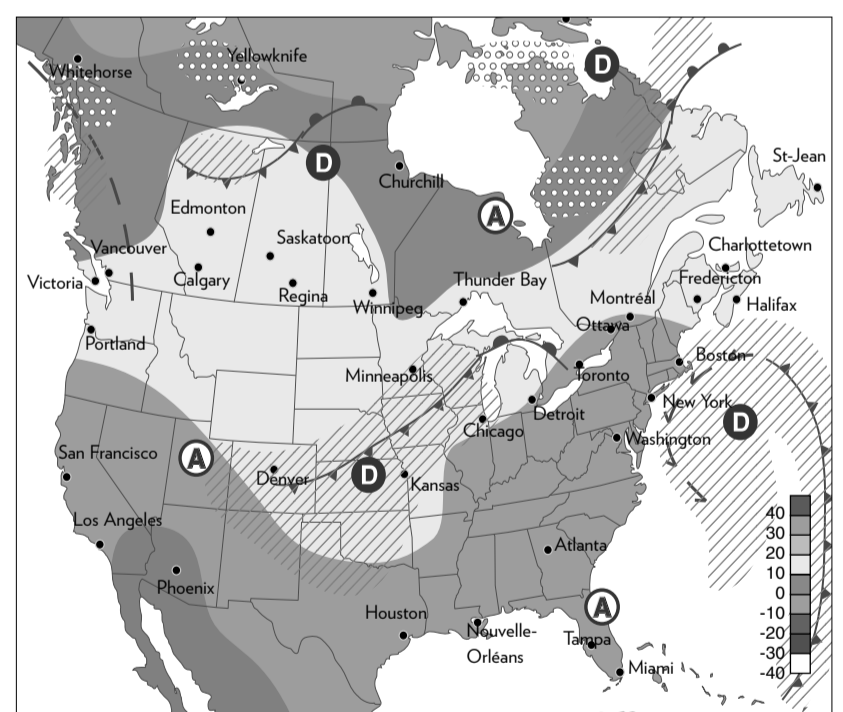 Yellowknife
Whitehorse
D
D
Churchill
St-Jean
Edmonton
A
Saskatoon
Vancouver
Charlottetown
Victoria
Calgary
Thunder Bay
Fredericton
Regina
Winnipeg
Montréal
Halifax
Ottawa
Portland
Boston
Minneapolis
Toronto
New York
Detroit
D
Chicago
Washington
San Francisco
A
Denver
D
Kansas
Los Angeles
Atlanta
Phoenix
Houston
A
Nouvelle-
Orléans
Tampa
Miami
40
30
20
10
0
-10
-20
-30
-40